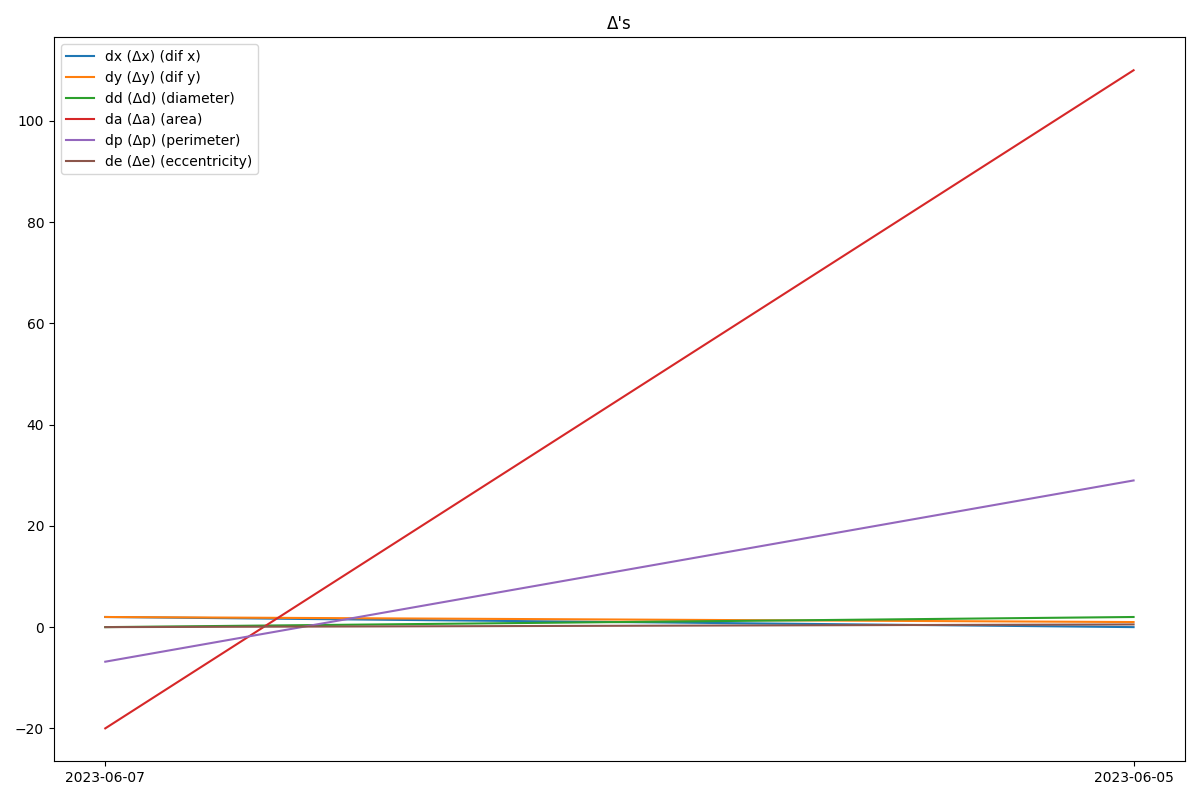 Δ's
dx (Δx) (dif x)
dy (Δy) (dif y)
dd (Δd) (diameter)
da (Δa) (area)
dp (Δp) (perimeter)
de (Δe) (eccentricity)
100
80
60
40
20
0
−20
2023-06-07 2023-06-05